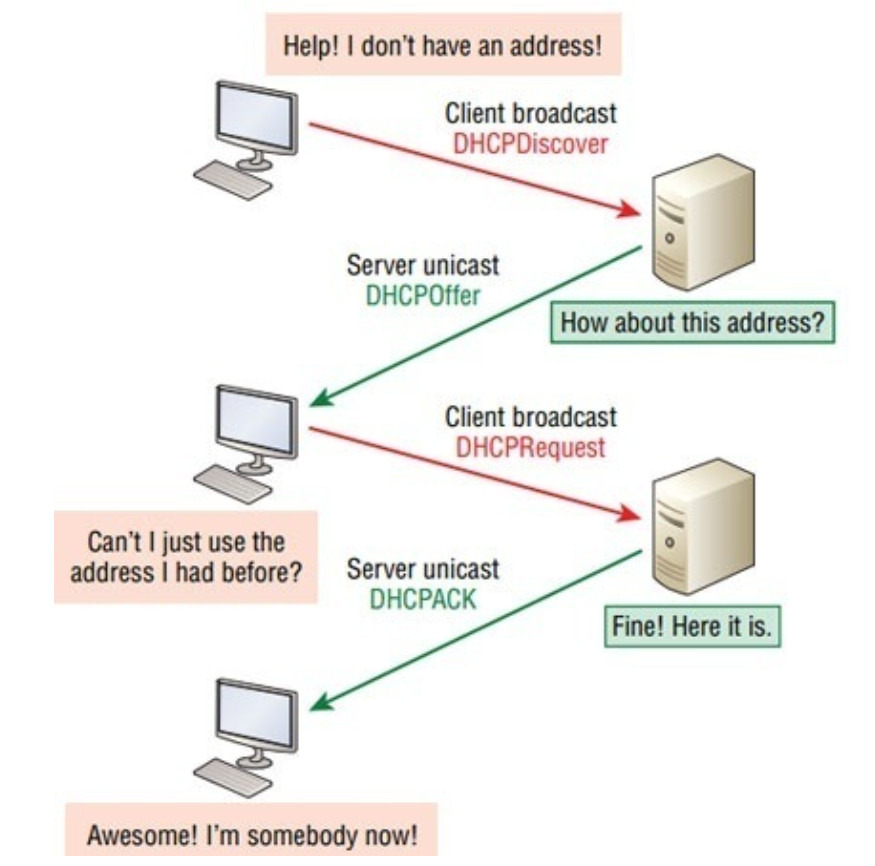 Help! I don't have an address!
Client broadcast
DHCPDiscover
Server unicast
DHCPOffer
How about this address?
Client broadcast
DHCPRequest
Can't I just use the
address I had before?
Server unicast
DHCPACK
Fine! Here it is.
Awesome! I'm somebody now!